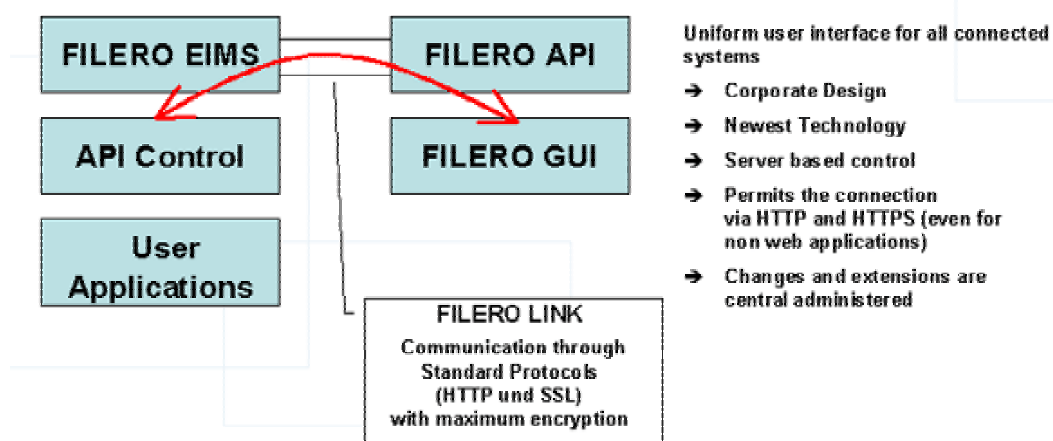 FILERO EIMS
FILERO API
API Control
FILERO GUI
User
Applications
FILERO LINK
Communication through
Standard Protocols
(HTTP und SSL)
with maximum encryption
Uniform user interface for all connected
systems
➔ Corporate Design
➔ Newest Technology
➔ Server based control
➔ Permits the connection
via HTTP and HTTPS (even for
non web applications)
➔ Changes and extensions are
central administered